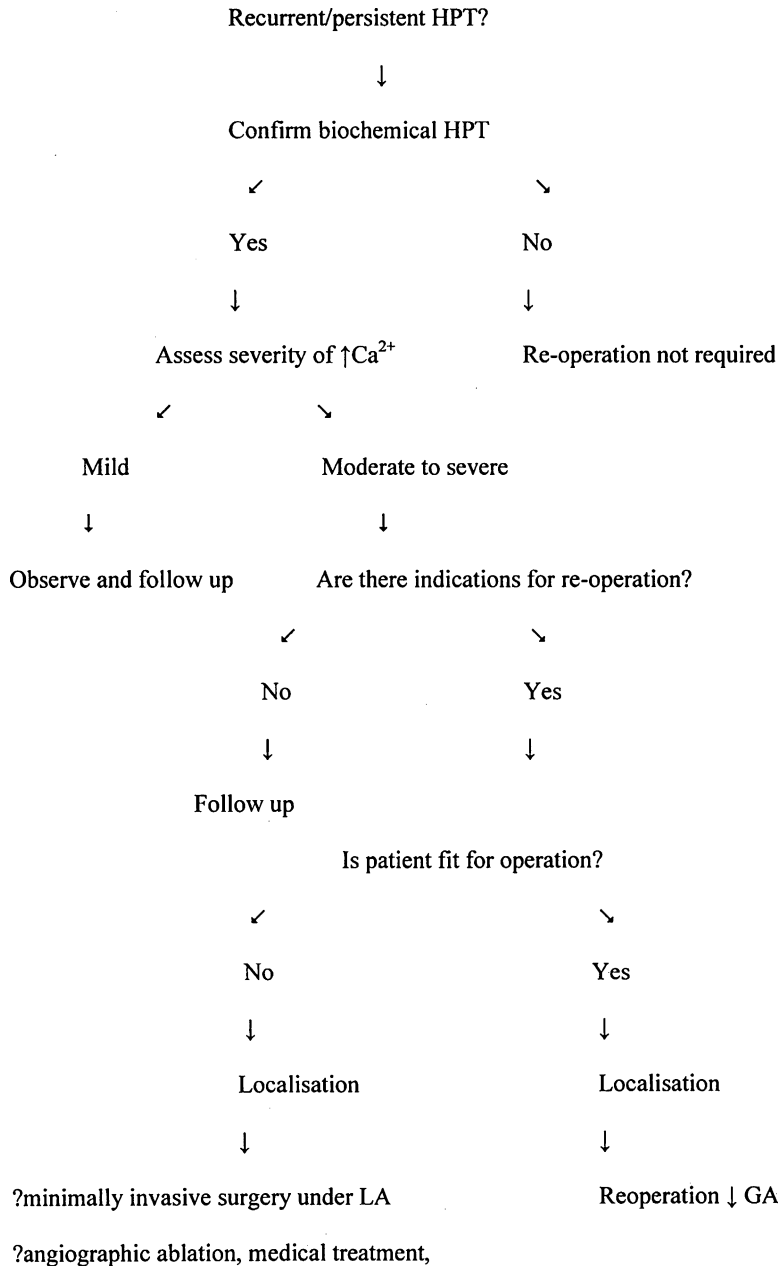 Recurrent/persistent HPT?
↓
Confirm biochemical HPT
↙ ↘
Yes No
↓ ↓
Assess severity of ↑Ca²⁺ Re-operation not required
↙ ↘
Mild Moderate to severe
↓ ↓
Observe and follow up Are there indications for re-operation?
↙ ↘
No Yes
↓ ↓
Follow up
Is patient fit for operation?
↙ ↘
No Yes
↓ ↓
Localisation Localisation
↓ ↓
?minimally invasive surgery under LA Reoperation ↓ GA
?angiographic ablation, medical treatment,